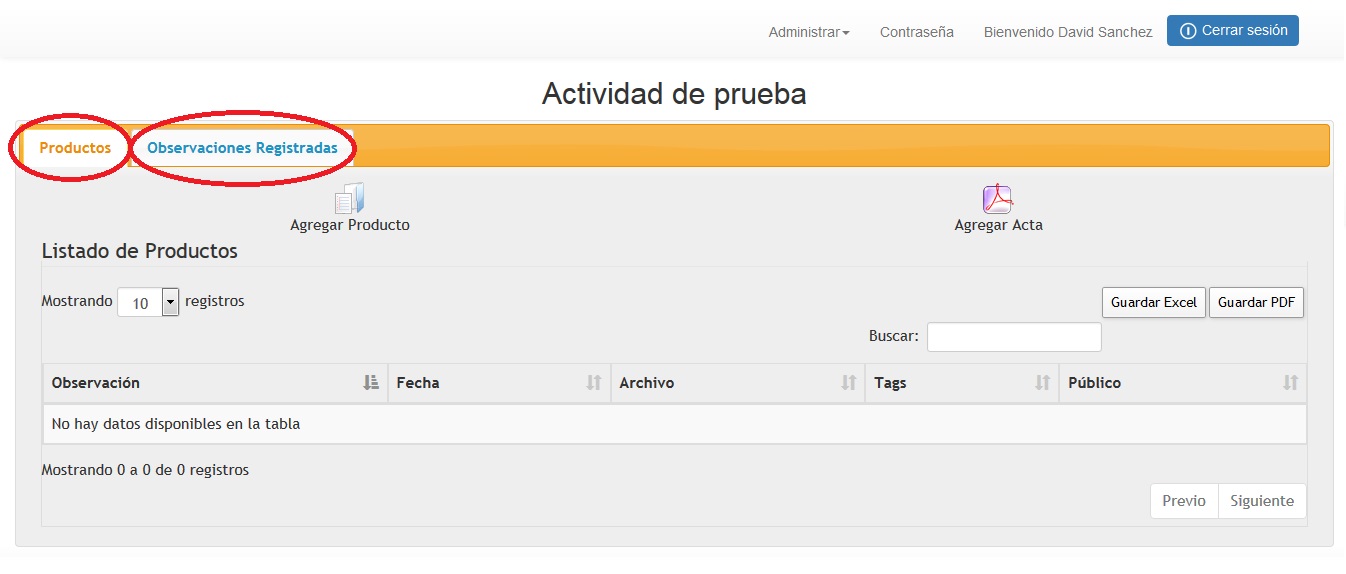 Administrar Contraseña Bienvenido David Sanchez Cerrar sesión
Actividad de prueba
Productos Observaciones Registradas
Agregar Producto Agregar Acta
Listado de Productos
Mostrando 10 registros Guardar Excel Guardar PDF
Buscar:
Observación Fecha Archivo Tags Público
No hay datos disponibles en la tabla
Mostrando 0 a 0 de 0 registros
Previo Siguiente